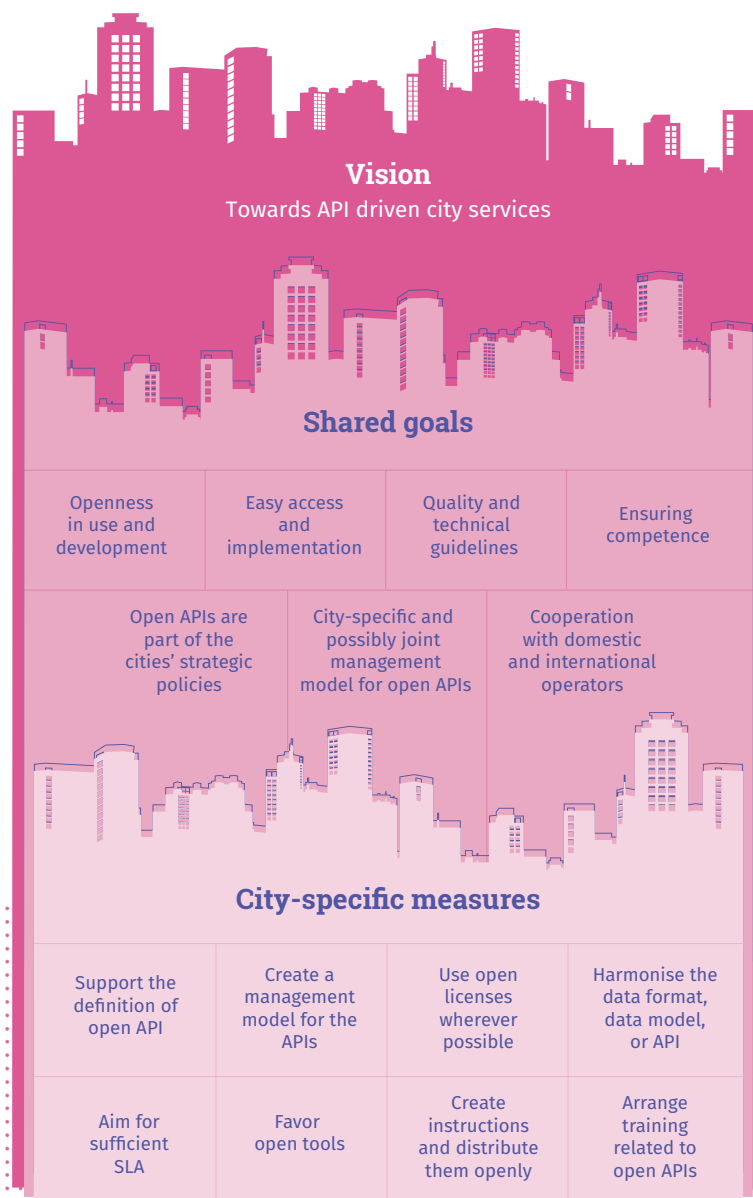 Vision
Towards API driven city services
Shared goals
Openness
in use and
development
Easy access
and
implementation
Quality and
technical
guidelines
Ensuring
competence
Open APIs are
part of the
cities’ strategic
policies
City-specific and
possibly joint
management
model for open APIs
Cooperation
with domestic
and international
operators
City-specific measures
Support the
definition of
open API
Create a
management
model for the
APIs
Use open
licenses
wherever
possible
Harmonise the
data format,
data model,
or API
Aim for
sufficient
SLA
Favor
open tools
Create
instructions
and distribute
them openly
Arrange
training
related to
open APIs